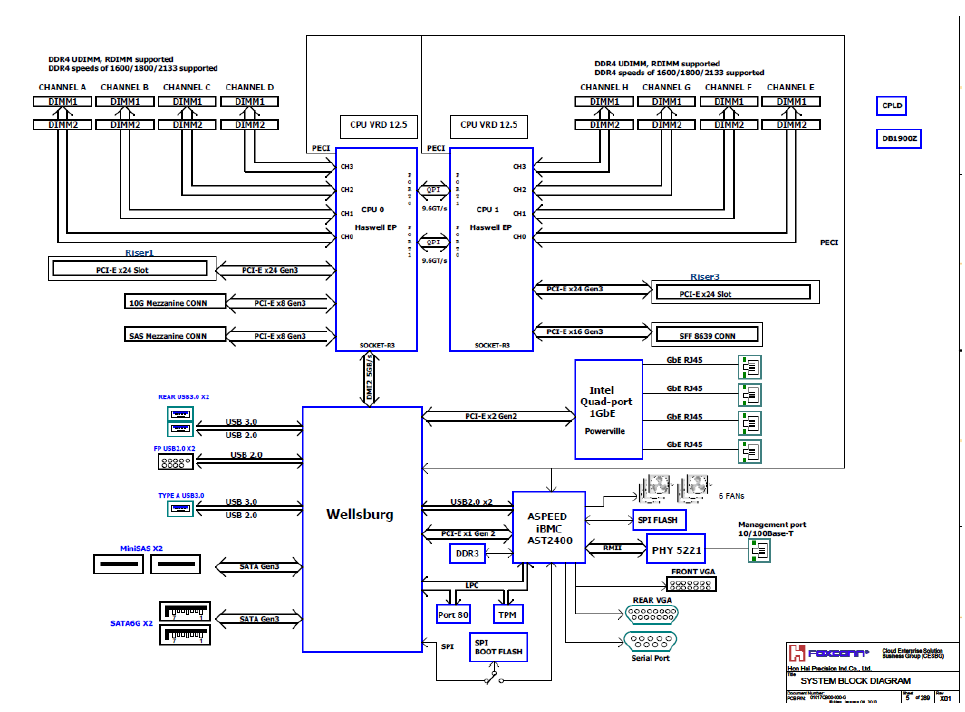 DDR4 UDIMM, RDIMM supported
DDR4 speeds of 1600/1800/2133 supported
CHANNEL A CHANNEL B CHANNEL C CHANNEL D
DIMM1 DIMM1 DIMM1 DIMM1
DIMM2 DIMM2 DIMM2 DIMM2
DDR4 UDIMM, RDIMM supported
DDR4 speeds of 1600/1800/2133 supported
CHANNEL H CHANNEL G CHANNEL F CHANNEL E
DIMM1 DIMM1 DIMM1 DIMM1
DIMM2 DIMM2 DIMM2 DIMM2
CPLD
DB1900Z
CPU VRD 12.5
CPU VRD 12.5
PECI
PECI
PECI
CH3
CH2
CPU 0
CH1
Haswell EP
CH0
SOCKET-R3
QPI
9.6GT/s
QPI
9.6GT/s
CH3
CH2
CPU 1
CH1
Haswell EP
CH0
SOCKET-R3
Riser1
PCI-E x24 Slot
PCI-E x24 Gen3
10G Mezzanine CONN
PCI-E x8 Gen3
SAS Mezzanine CONN
PCI-E x8 Gen3
Riser3
PCI-E x24 Gen3
PCI-E x24 Slot
PCI-E x16 Gen3
SFF 8639 CONN
DMI2 5GB/s
Intel
Quad-port
1GbE
Powerville
GbE RJ45
GbE RJ45
GbE RJ45
GbE RJ45
PCI-E x2 Gen2
REAR USB3.0 X2
USB 3.0
USB 2.0
FP USB2.0 X2
USB 2.0
TYPE A USB3.0
USB 3.0
USB 2.0
Wellsburg
MiniSAS X2
SATA Gen3
SATA6G X2
SATA Gen3
USB2.0 x2
PCI-E x1 Gen 2
DDR3
ASPEED
iBMC
AST2400
6 FANs
SPI FLASH
RMII
PHY 5221
Management port
10/100Base-T
FRONT VGA
REAR VGA
Serial Port
LPC
Port 80
TPM
SPI
SPI
BOOT FLASH
FOXCONN
Cloud Enterprise Solution
Business Group (CESBG)
Hon Hai Precision Ind.Co., Ltd.
Title
SYSTEM BLOCK DIAGRAM
Document Number:
PCB P/N:
Sheet
5 of 289
Rev
X01